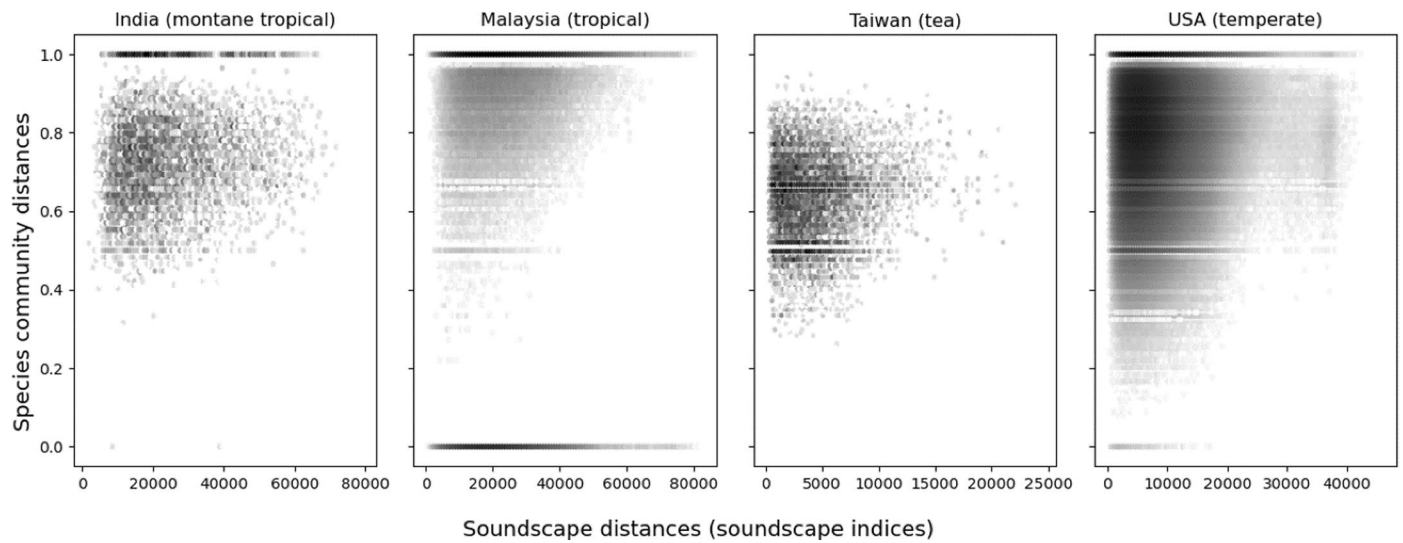 India (montane tropical)
Malaysia (tropical)
Taiwan (tea)
USA (temperate)
Species community distances
1.0
0.8
0.6
0.4
0.2
0.0
0 20000 40000 60000 80000
0 20000 40000 60000 80000
0 5000 10000 15000 20000 25000
0 10000 20000 30000 40000
Soundscape distances (soundscape indices)